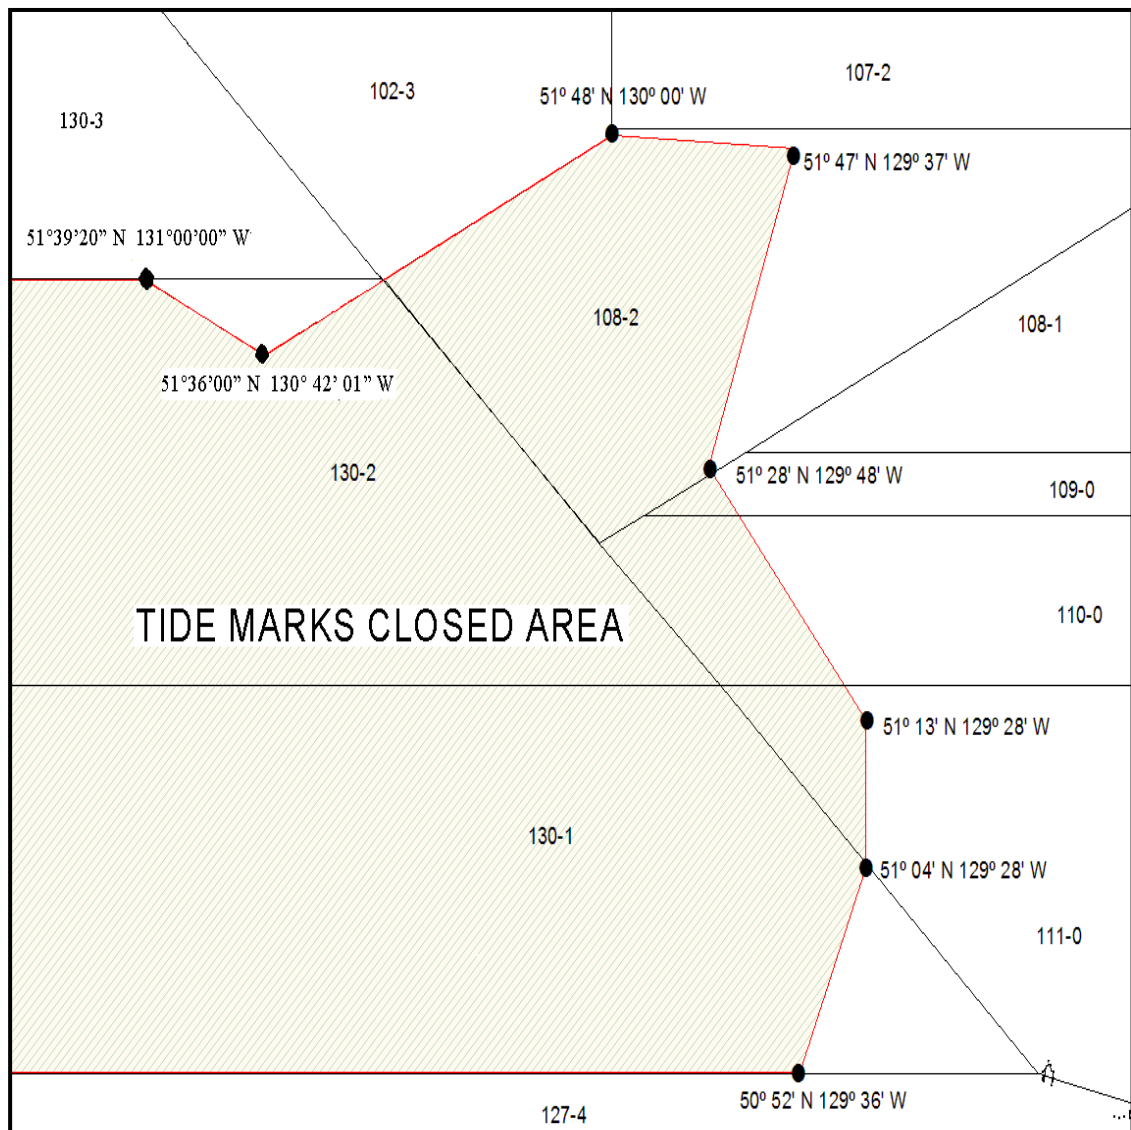 107-2
102-3
51º 48' N 130º 00' W
130-3
51º 47' N 129º 37' W
51°39'20” N 131°00’00” W
108-2
108-1
51°36’00” N 130° 42’ 01” W
130-2
51º 28' N 129º 48' W
109-0
110-0
TIDE MARKS CLOSED AREA
51º 13' N 129º 28' W
130-1
51º 04' N 129º 28' W
111-0
50º 52' N 129º 36' W
127-4